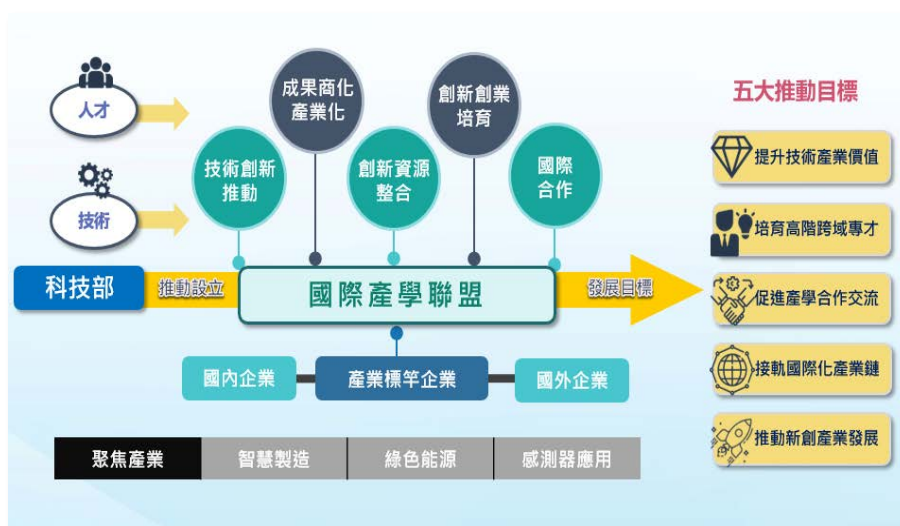 人才
技術
成果商化
產業化
創新創業
培育
技術創新
推動
創新資源
整合
國際
合作
科技部
推動設立
國際產學聯盟
發展目標
國內企業
產業標竿企業
國外企業
聚焦產業
智慧製造
綠色能源
感測器應用
五大推動目標
提升技術產業價值
培育高階跨域專才
促進產學合作交流
接軌國際化產業鏈
推動新創產業發展